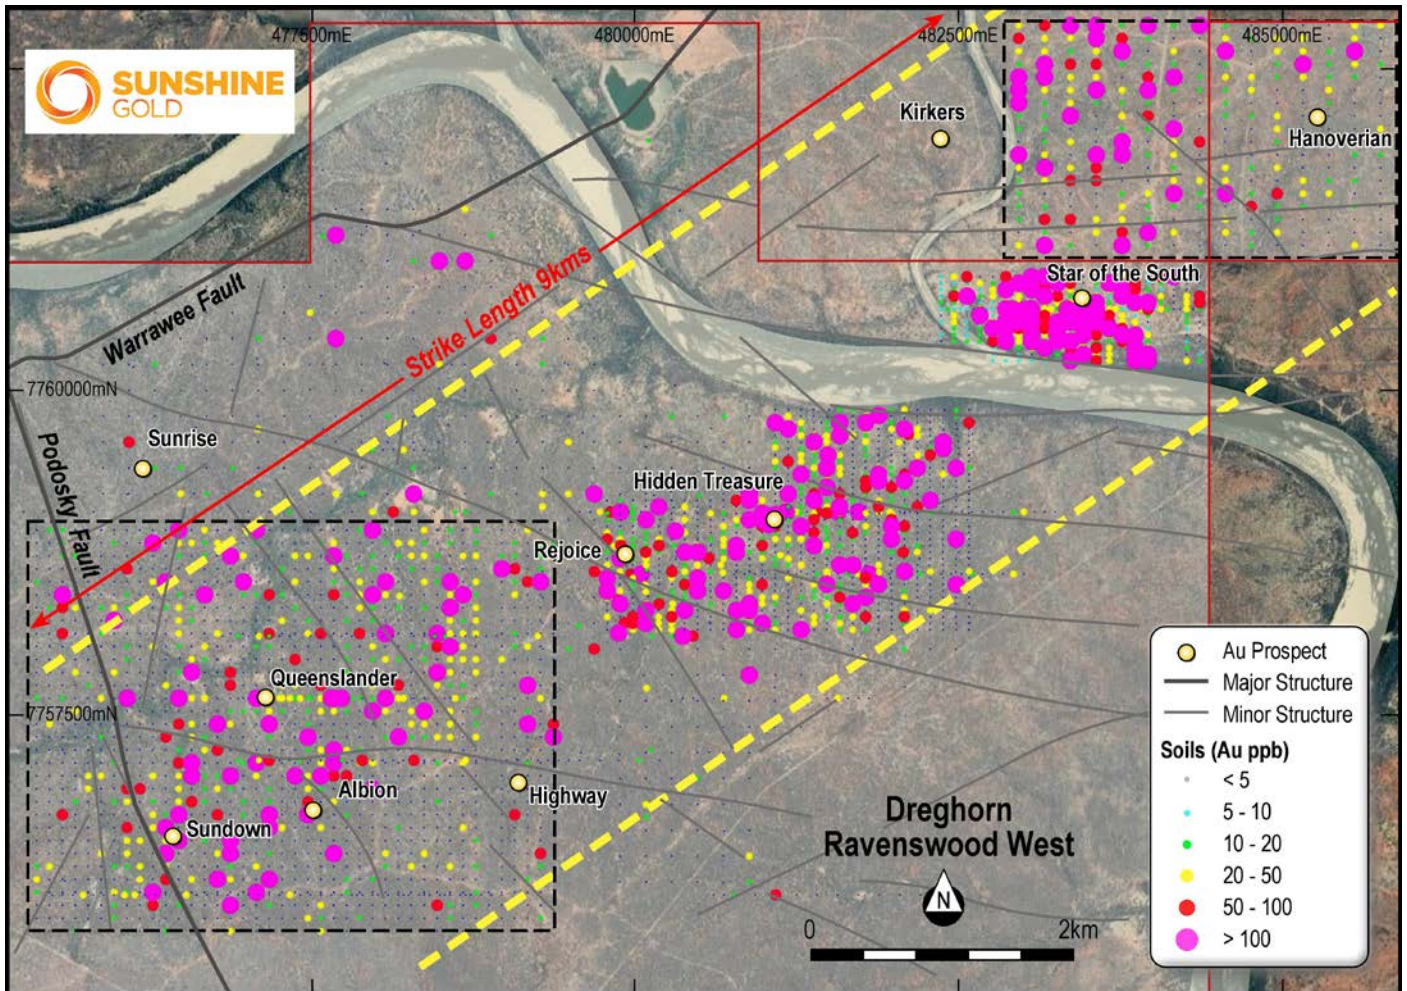 477500mE
480000mE
482500mE
485000mE
SUNSHINE
GOLD
Kirkers
Hanoverian
Star of the South
Warrawee Fault
Strike Length 9kms
7760000mN
Podosky Fault
Sunrise
Hidden Treasure
Rejoice
Queenslander
7757500mN
Albion
Highway
Sundown
Dreghorn
Ravenswood West
N
0
2km
Au Prospect
Major Structure
Minor Structure
Soils (Au ppb)
< 5
5 - 10
10 - 20
20 - 50
50 - 100
> 100